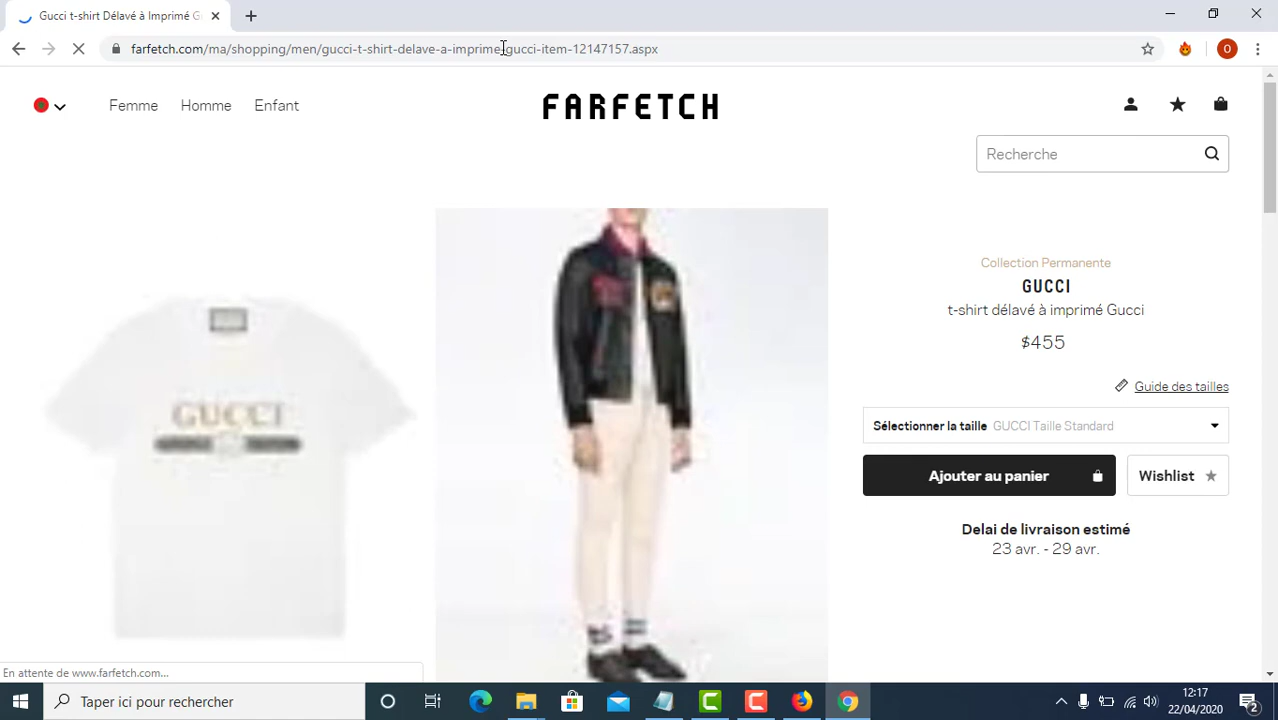 Gucci t-shirt Délavé à Imprimé G
farfetch.com/ma/shopping/men/gucci-t-shirt-delave-a-imprime-gucci-item-12147157.aspx
O
Femme Homme Enfant
FARFETCH
Recherche
Collection Permanente
GUCCI
t-shirt délavé à imprimé Gucci
$455
Guide des tailles
Sélectionner la taille GUCCI Taille Standard
Ajouter au panier
Wishlist
Delai de livraison estimé
23 avr. - 29 avr.
GUCCI
En attente de www.farfetch.com...
Taper ici pour rechercher
12:17
22/04/2020
2